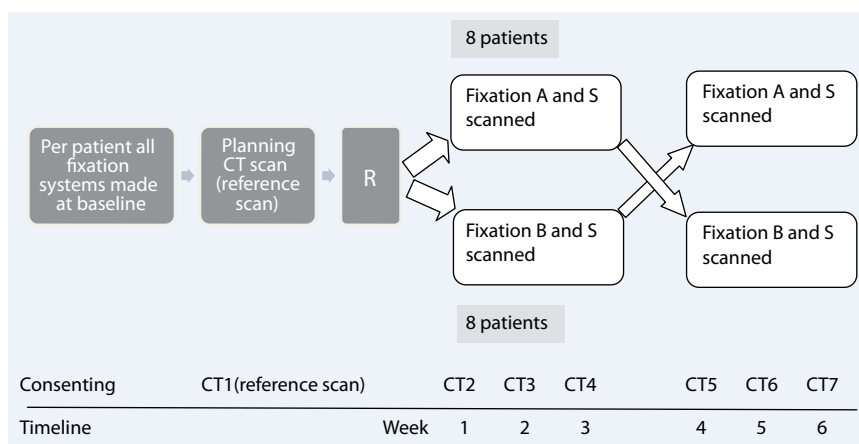 8 patients
Fixation A and S
scanned
Fixation A and S
scanned
Per patient all
fixation
systems made
at baseline
Planning
CT scan
(reference
scan)
R
Fixation B and S
scanned
Fixation B and S
scanned
8 patients
Consenting CT1(reference scan) CT2 CT3 CT4 CT5 CT6 CT7
Timeline Week 1 2 3 4 5 6